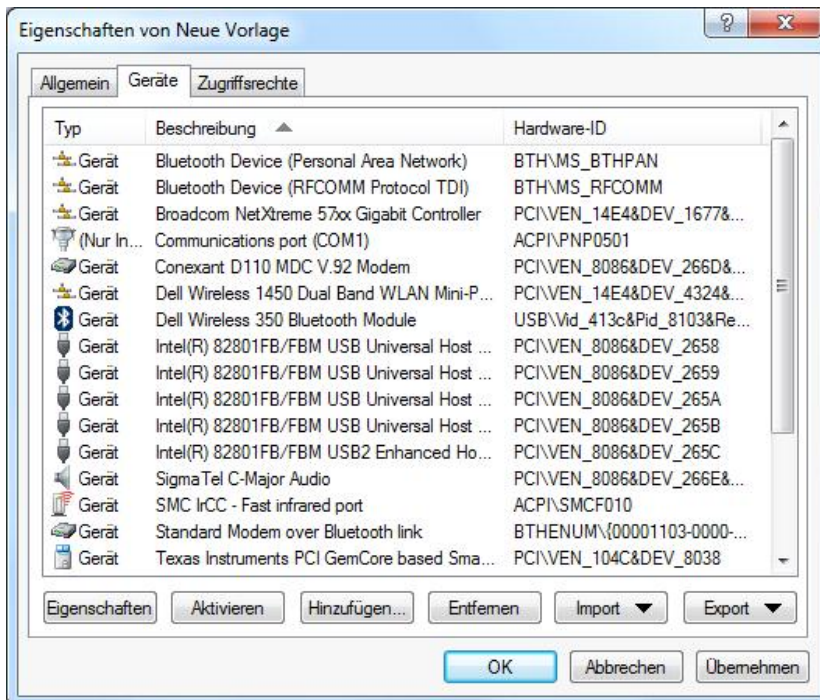 Eigenschaften von Neue Vorlage
Allgemein Geräte Zugriffsrechte
Typ Beschreibung Hardware-ID
Gerät Bluetooth Device (Personal Area Network) BTH\MS_BTHPAN
Gerät Bluetooth Device (RFCOMM Protocol TDI) BTH\MS_RFCOMM
Gerät Broadcom NetXtreme 57xx Gigabit Controller PCI\VEN_14E4&DEV_1677&...
(Nur In... Communications port (COM1) ACPI\PNP0501
Gerät Conexant D110 MDC V.92 Modem PCI\VEN_8086&DEV_266D&...
Gerät Dell Wireless 1450 Dual Band WLAN Mini-P... PCI\VEN_14E4&DEV_4324&...
Gerät Dell Wireless 350 Bluetooth Module USB\Vid_413c&Pid_8103&Re...
Gerät Intel(R) 82801FB/FBM USB Universal Host ... PCI\VEN_8086&DEV_2658
Gerät Intel(R) 82801FB/FBM USB Universal Host ... PCI\VEN_8086&DEV_2659
Gerät Intel(R) 82801FB/FBM USB Universal Host ... PCI\VEN_8086&DEV_265A
Gerät Intel(R) 82801FB/FBM USB Universal Host ... PCI\VEN_8086&DEV_265B
Gerät Intel(R) 82801FB/FBM USB2 Enhanced Ho... PCI\VEN_8086&DEV_265C
Gerät SigmaTel C-Major Audio PCI\VEN_8086&DEV_266E&...
Gerät SMC IrCC - Fast infrared port ACPI\SMCF010
Gerät Standard Modem over Bluetooth link BTHENUM\{00001103-0000-...
Gerät Texas Instruments PCI GemCore based Sma... PCI\VEN_104C&DEV_8038
Eigenschaften Aktivieren Hinzufügen... Entfernen Import Export
OK Abbrechen Übernehmen